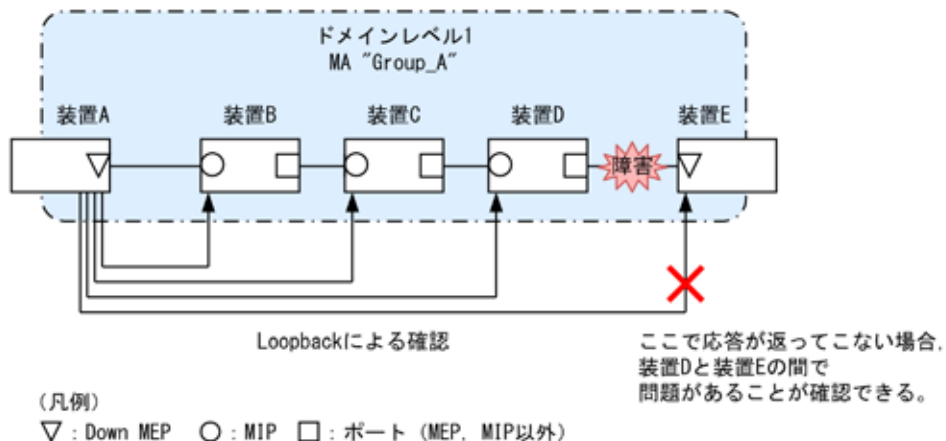 ドメインレベル1
MA "Group_A"
装置A
装置B
装置C
装置D
装置E
障害
Loopbackによる確認
ここで応答が返ってこない場合,
装置Dと装置Eの間で
問題があることが確認できる。
(凡例)
▽ : Down MEP ○ : MIP □ : ポート (MEP, MIP以外)